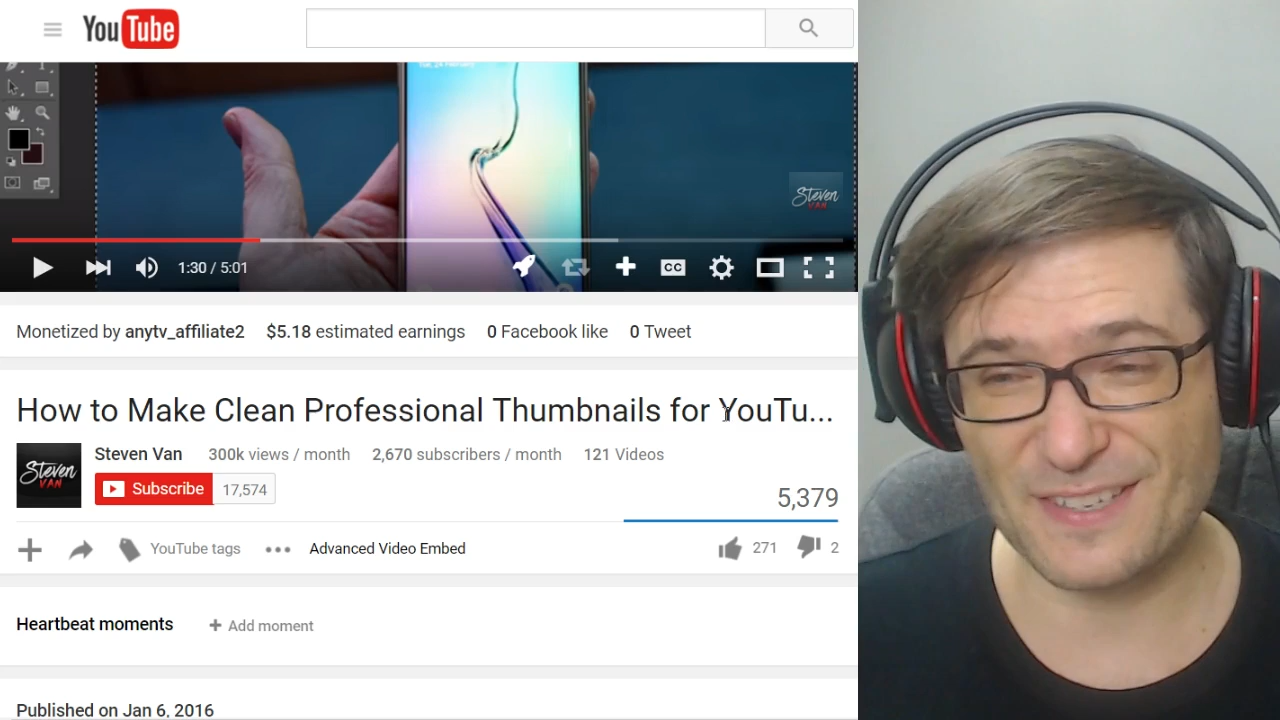 YouTube
Tue, 24 February
Steven
VAN
1:30 / 5:01
CC
Monetized by anytv_affiliate2 $5.18 estimated earnings 0 Facebook like 0 Tweet
How to Make Clean Professional Thumbnails for YouTu...
Steven
VAN
Steven Van 300k views / month 2,670 subscribers / month 121 Videos
Subscribe 17,574
5,379
YouTube tags ••• Advanced Video Embed 271 2
Heartbeat moments + Add moment
Published on Jan 6, 2016